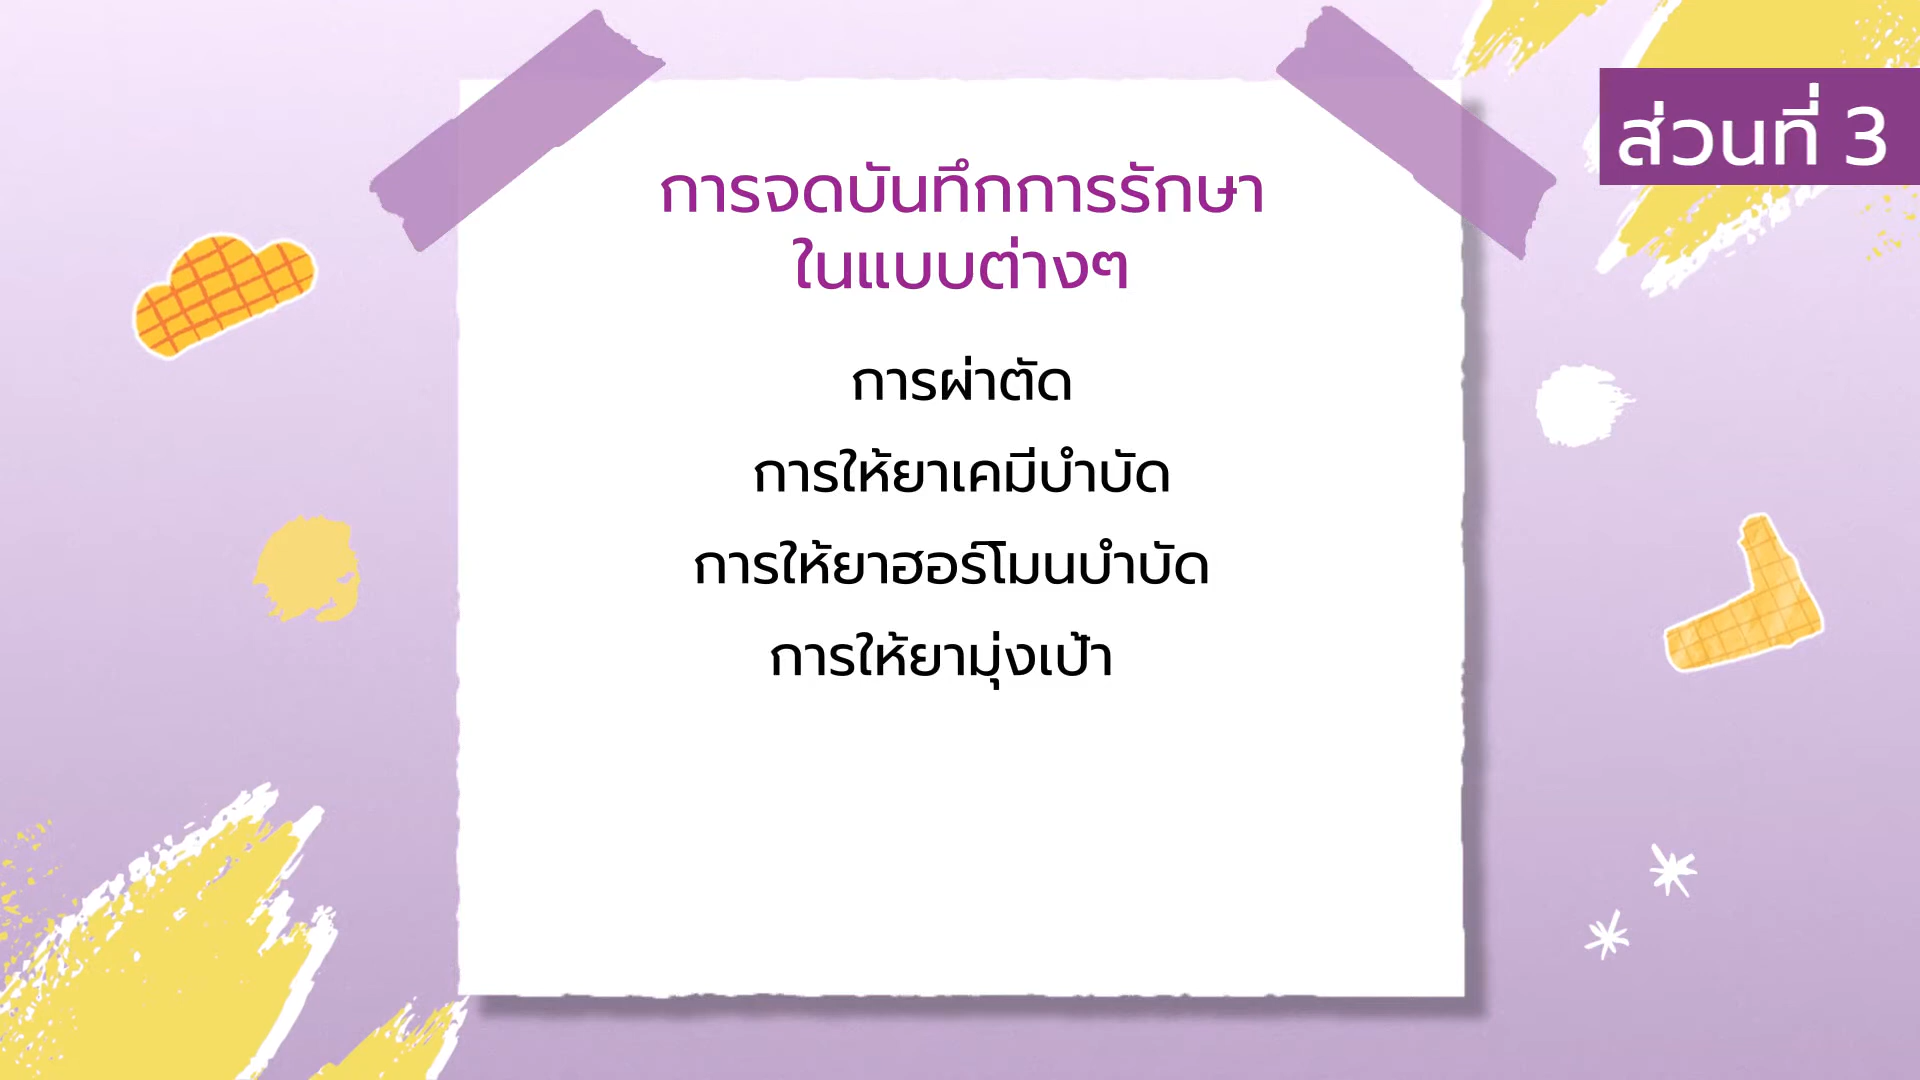 ส่วนที่ 3
การจดบันทึกการรักษา
ในแบบต่างๆ
การผ่าตัด
การให้ยาเคมีบำบัด
การให้ยาฮอร์โมนบำบัด
การให้ยามุ่งเป้า